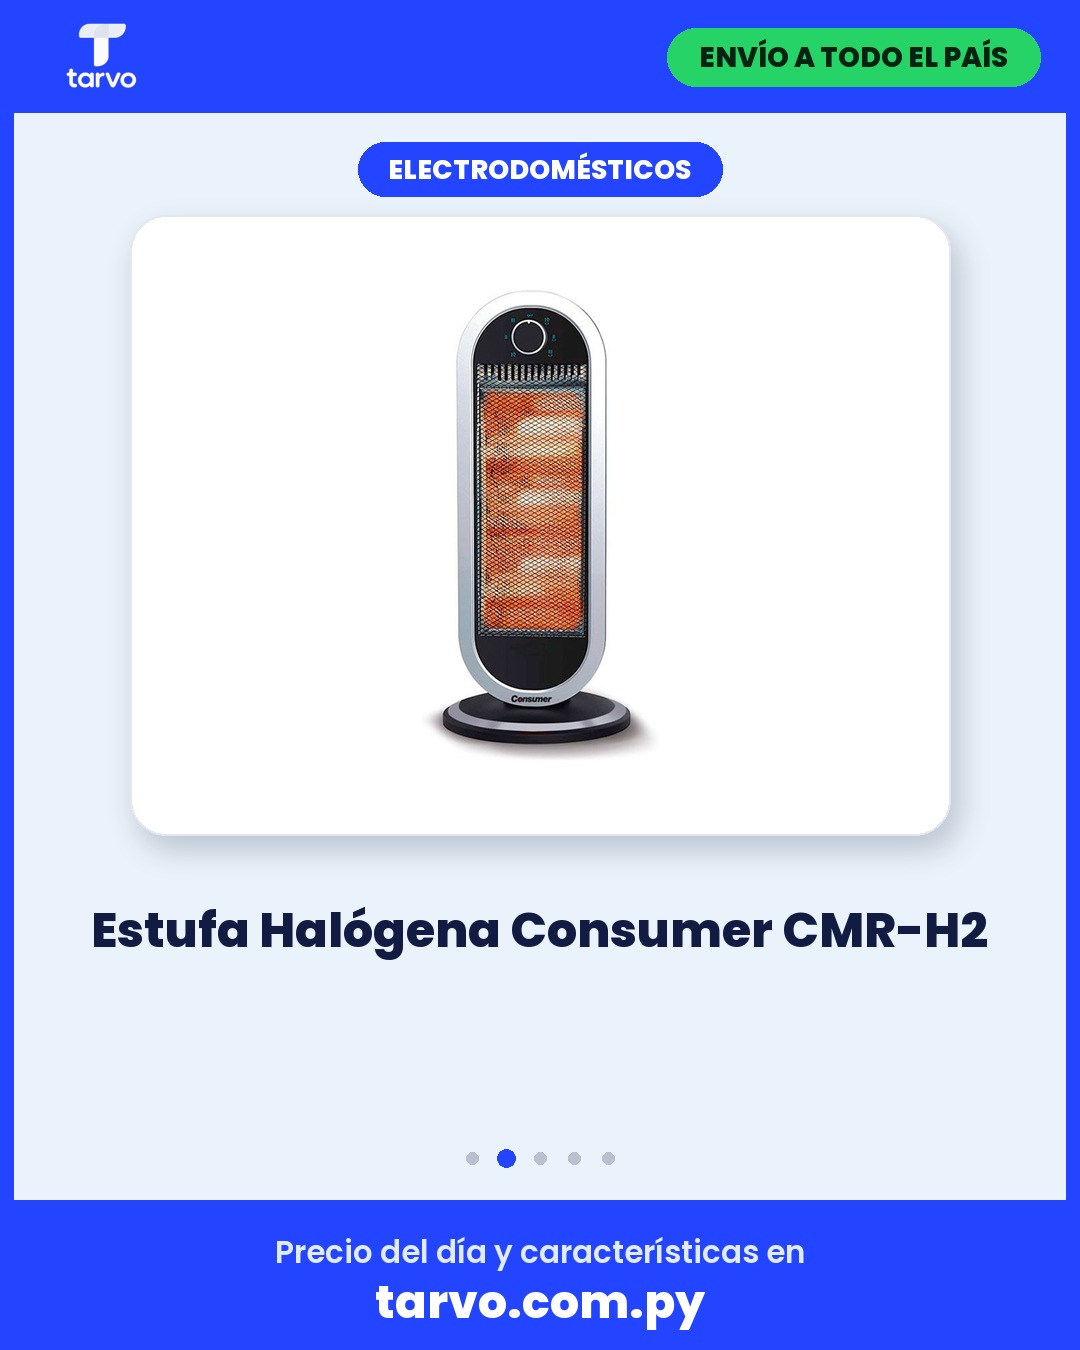 tarvo
ENVÍO A TODO EL PAÍS
ELECTRODOMÉSTICOS
Consumer
Estufa Halógena Consumer CMR-H2
Precio del día y características en
tarvo.com.py